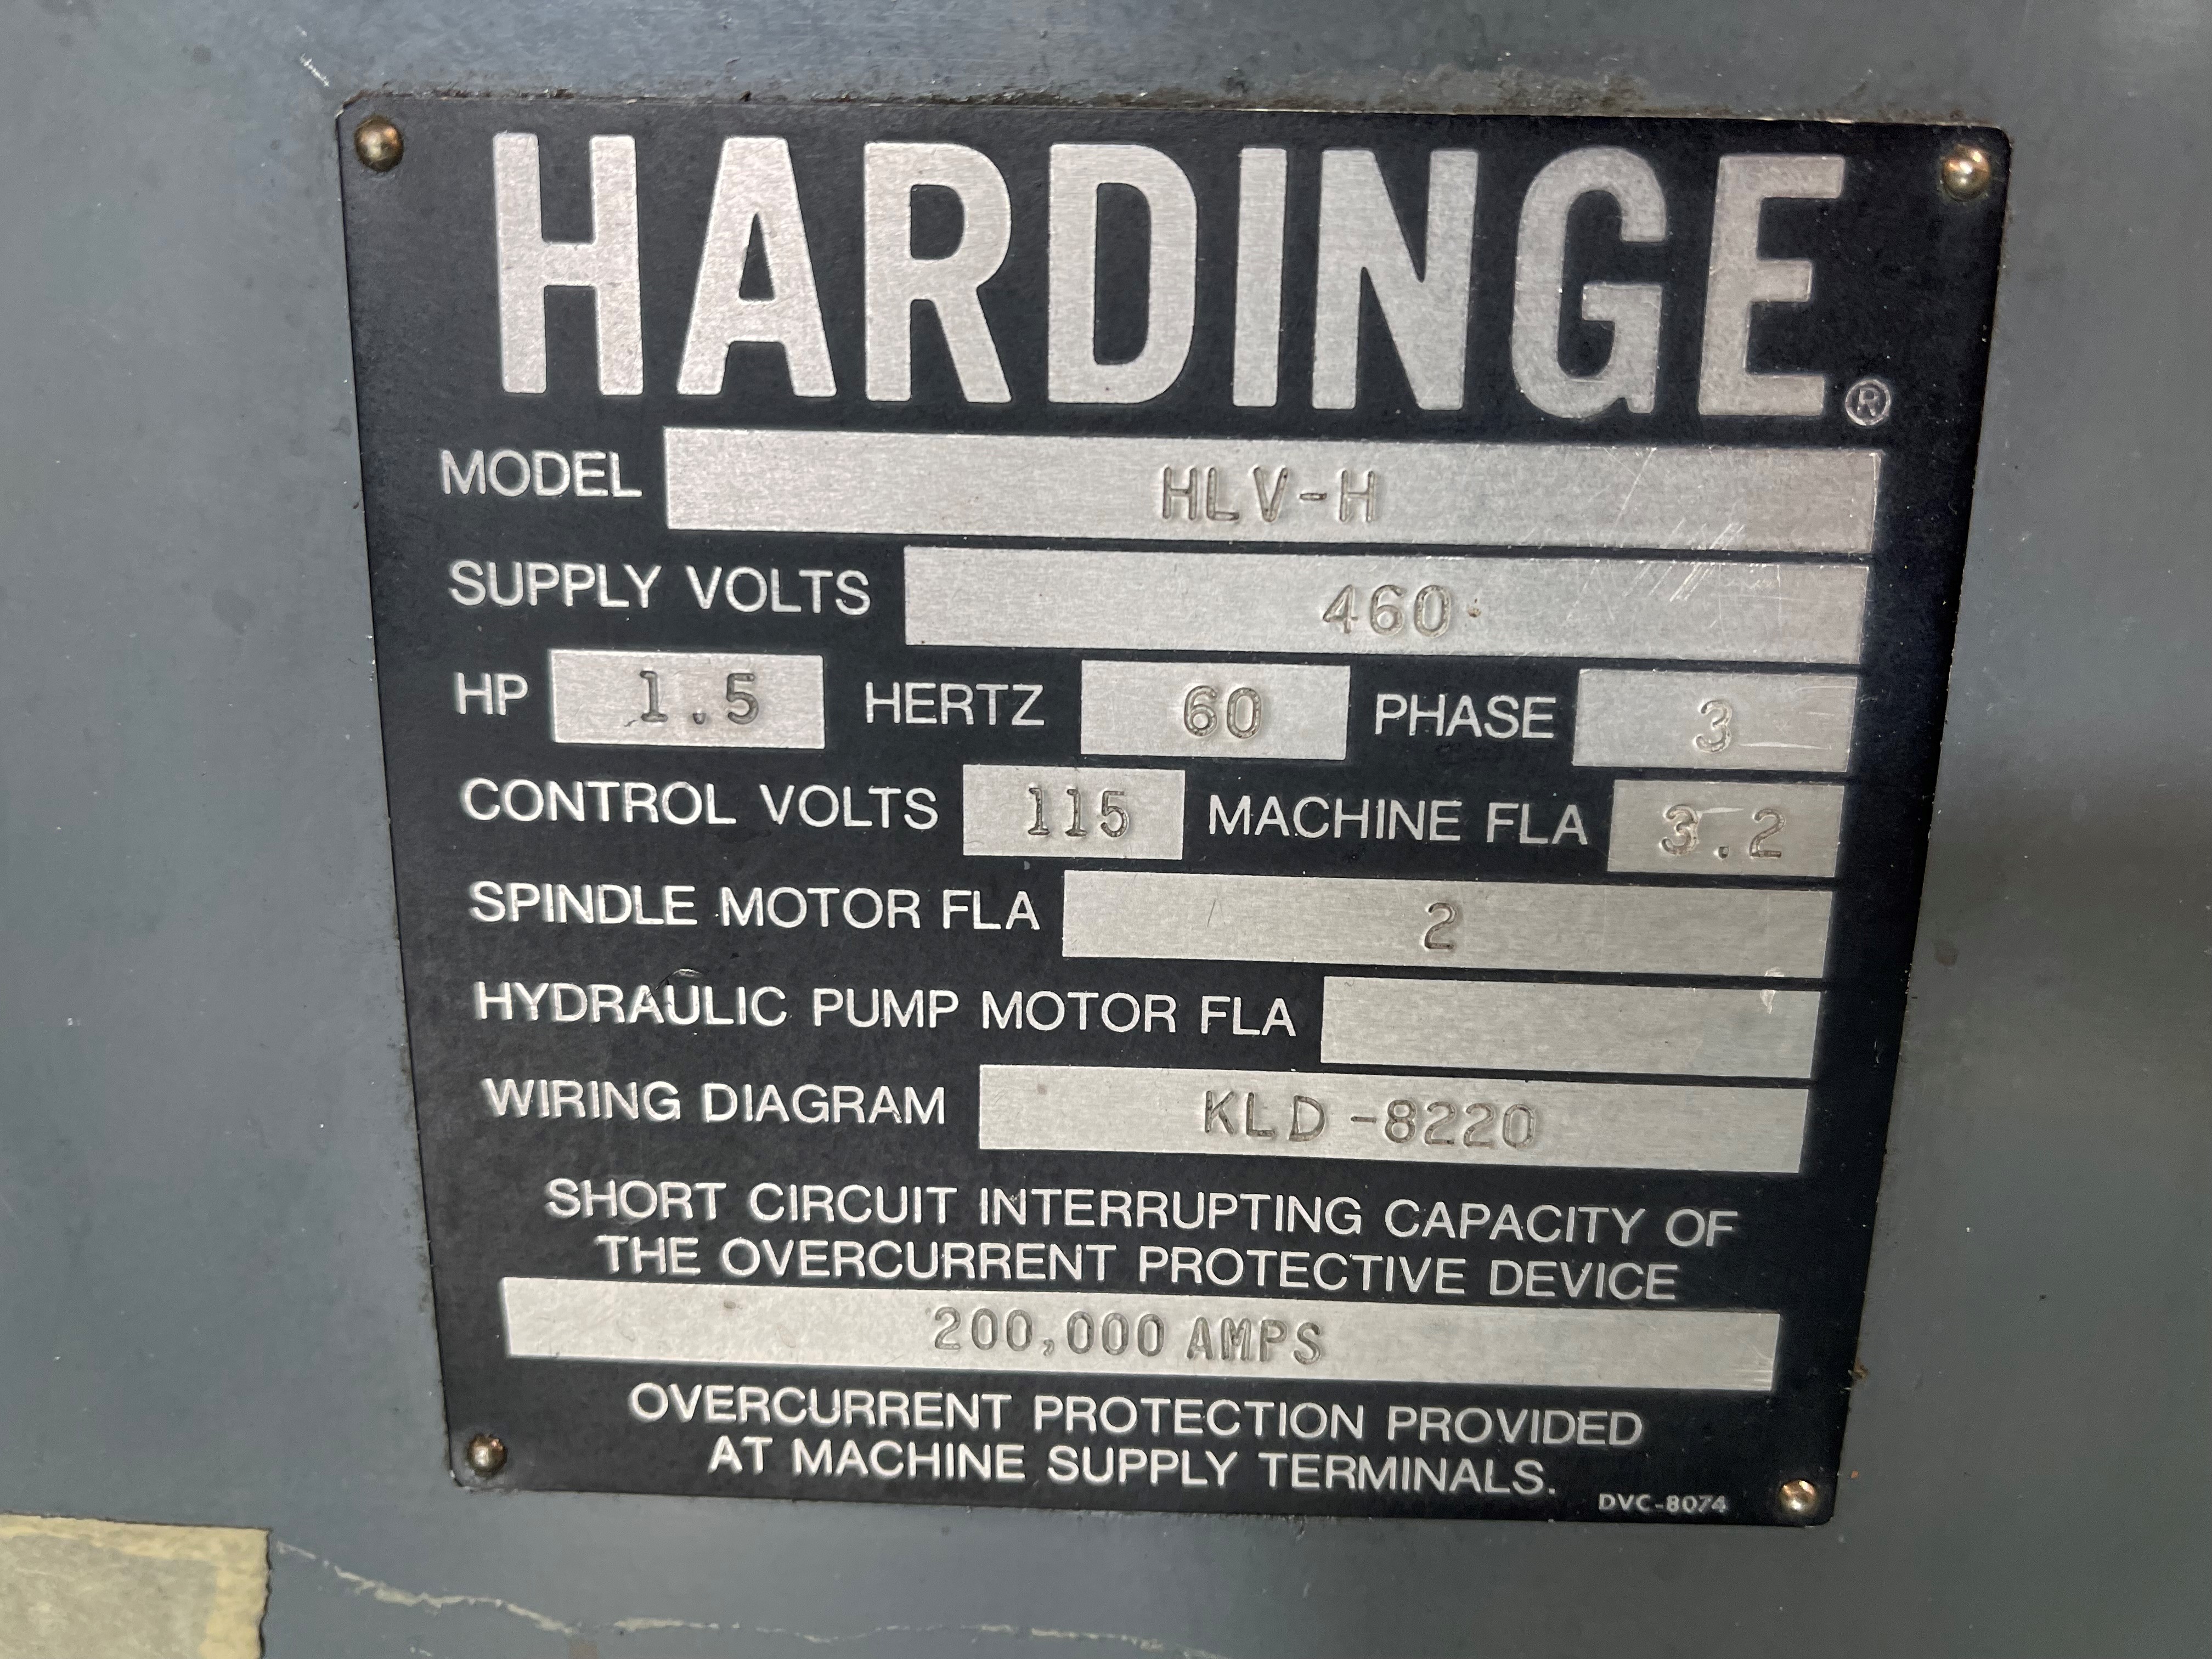 HARDINGE®
MODEL HLV-H
SUPPLY VOLTS 460
HP 1.5 HERTZ 60 PHASE 3
CONTROL VOLTS 115 MACHINE FLA 3.2
SPINDLE MOTOR FLA 2
HYDRAULIC PUMP MOTOR FLA
WIRING DIAGRAM KLD-8220
SHORT CIRCUIT INTERRUPTING CAPACITY OF
THE OVERCURRENT PROTECTIVE DEVICE
200,000 AMPS
OVERCURRENT PROTECTION PROVIDED
AT MACHINE SUPPLY TERMINALS.
DVC-8074